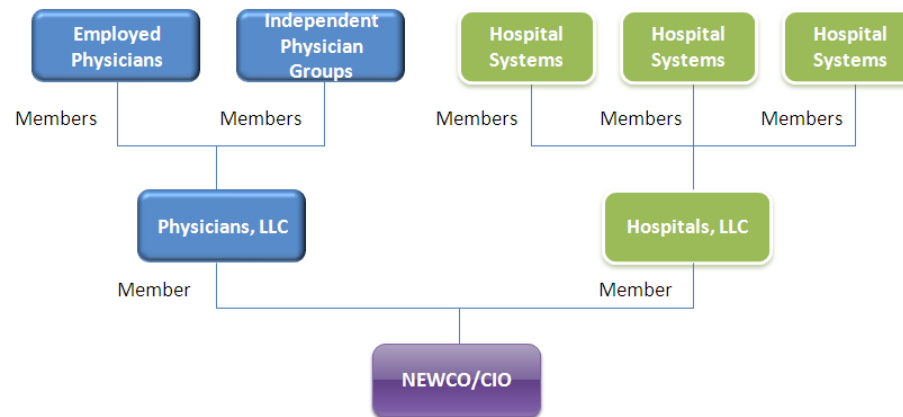 Employed
Physicians
Independent
Physician
Groups
Hospital
Systems
Hospital
Systems
Hospital
Systems
Members
Members
Members
Members
Members
Physicians, LLC
Hospitals, LLC
Member
Member
NEWCO/CIO